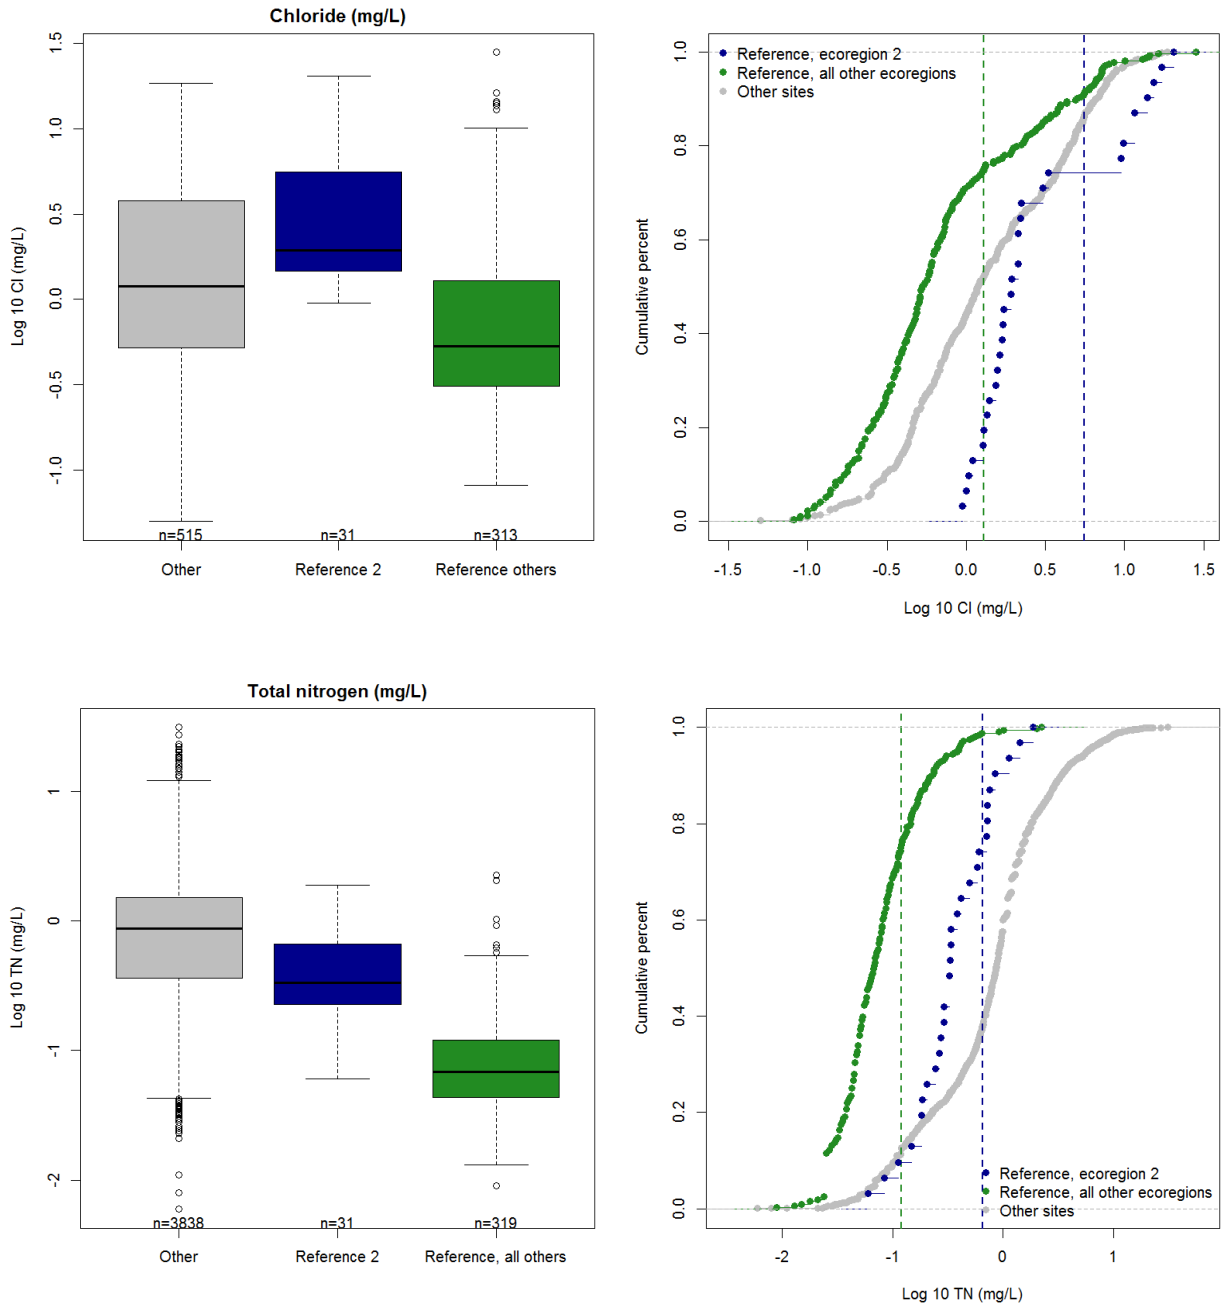 Chloride (mg/L)
Log 10 Cl (mg/L)
1.5
1.0
0.5
0.0
-0.5
-1.0
n=515
n=31
n=313
Other
Reference 2
Reference others
Reference, ecoregion 2
Reference, all other ecoregions
Other sites
Cumulative percent
1.0
0.8
0.6
0.4
0.2
0.0
-1.5
-1.0
-0.5
0.0
0.5
1.0
1.5
Log 10 Cl (mg/L)
Total nitrogen (mg/L)
Log 10 TN (mg/L)
1
0
-1
-2
n=3838
n=31
n=319
Other
Reference 2
Reference, all others
Cumulative percent
1.0
0.8
0.6
0.4
0.2
0.0
Reference, ecoregion 2
Reference, all other ecoregions
Other sites
-2
-1
0
1
Log 10 TN (mg/L)